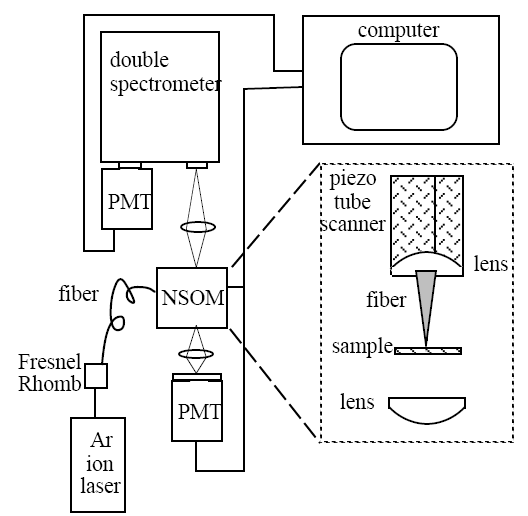 computer
double
spectrometer
PMT
piezo
tube
scanner
lens
fiber
NSOM
fiber
sample
Fresnel
Rhomb
PMT
lens
Ar
ion
laser